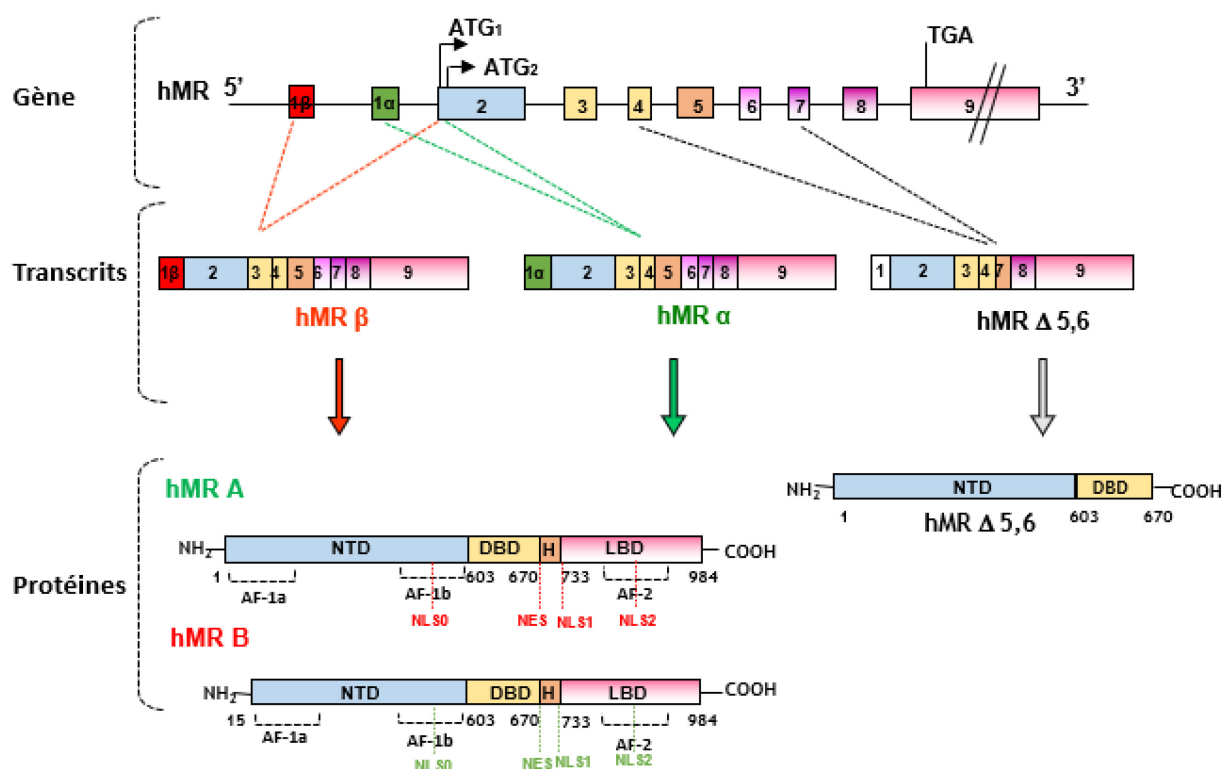 ATG1
ATG2
TGA
Gène
hMR 5' 1β 1α 2 3 4 5 6 7 8 9 3'
Transcrits
1β 2 3 4 5 6 7 8 9
hMR β
1α 2 3 4 5 6 7 8 9
hMR α
1 2 3 4 7 8 9
hMR Δ 5,6
Protéines
hMR A
NH2 NTD DBD H LBD COOH
1 603 670 733 984
AF-1a AF-1b AF-2
NLS0 NES NLS1 NLS2
hMR B
NH2 NTD DBD H LBD COOH
15 603 670 733 984
AF-1a AF-1b AF-2
NLS0 NES NLS1 NLS2
NH2 NTD DBD COOH
1 603 670
hMR Δ 5,6